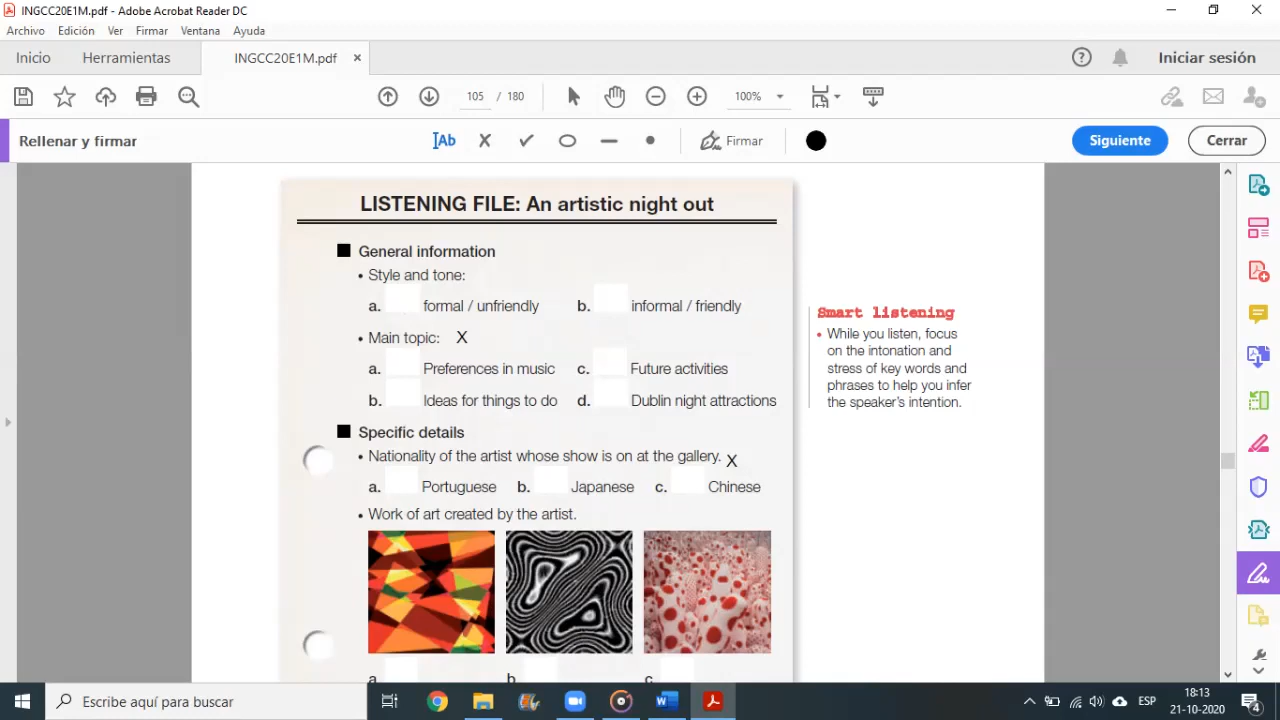 INGCC20E1M.pdf - Adobe Acrobat Reader DC
Archivo Edición Ver Firmar Ventana Ayuda
Inicio Herramientas INGCC20E1M.pdf × Iniciar sesión
105 / 180 100%
Rellenar y firmar Ab Firmar Siguiente Cerrar
LISTENING FILE: An artistic night out
■ General information
• Style and tone:
a. formal / unfriendly b. informal / friendly
• Main topic: X
a. Preferences in music c. Future activities
b. Ideas for things to do d. Dublin night attractions
■ Specific details
• Nationality of the artist whose show is on at the gallery. X
a. Portuguese b. Japanese c. Chinese
• Work of art created by the artist.
a b c
Smart listening
• While you listen, focus
on the intonation and
stress of key words and
phrases to help you infer
the speaker's intention.
Escribe aquí para buscar
ESP
18:13
21-10-2020
4